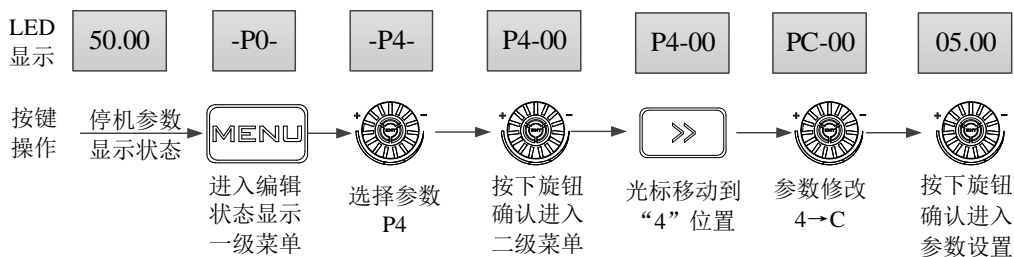 LED
显示
50.00
-P0-
-P4-
P4-00
P4-00
PC-00
05.00
按键
操作
停机参数
显示状态
MENU
+ ENT -
+ ENT -
>>
+ ENT -
+ ENT -
进入编辑
状态显示
一级菜单
选择参数
P4
按下旋钮
确认进入
二级菜单
光标移动到
“4”位置
参数修改
4→C
按下旋钮
确认进入
参数设置